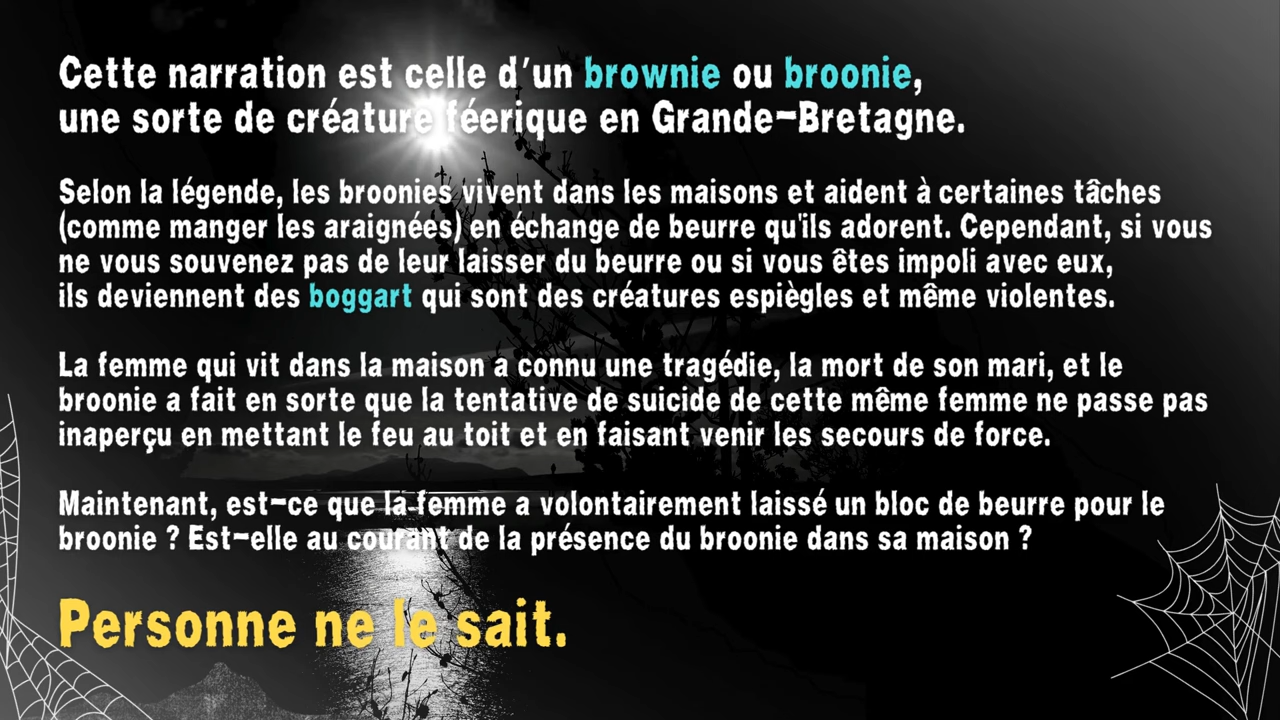 Cette narration est celle d'un brownie ou broonie,
une sorte de créature féerique en Grande-Bretagne.
Selon la légende, les broonies vivent dans les maisons et aident à certaines tâches
(comme manger les araignées) en échange de beurre qu'ils adorent. Cependant, si vous
ne vous souvenez pas de leur laisser du beurre ou si vous êtes impoli avec eux,
ils deviennent des boggart qui sont des créatures espiègles et même violentes.
La femme qui vit dans la maison a connu une tragédie, la mort de son mari, et le
broonie a fait en sorte que la tentative de suicide de cette même femme ne passe pas
inaperçu en mettant le feu au toit et en faisant venir les secours de force.
Maintenant, est-ce que la femme a volontairement laissé un bloc de beurre pour le
broonie ? Est-elle au courant de la présence du broonie dans sa maison ?
Personne ne le sait.